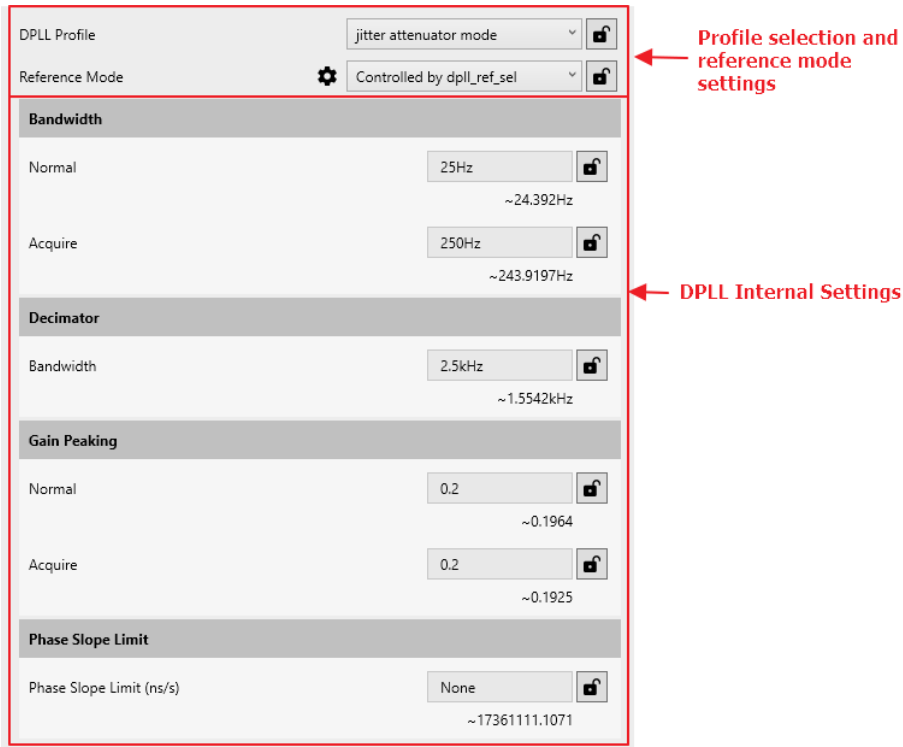 DPLL Profile
jitter attenuator mode
Reference Mode
Controlled by dpll_ref_sel
Profile selection and
reference mode
settings
Bandwidth
Normal
25Hz
~24.392Hz
Acquire
250Hz
~243.9197Hz
DPLL Internal Settings
Decimator
Bandwidth
2.5kHz
~1.5542kHz
Gain Peaking
Normal
0.2
~0.1964
Acquire
0.2
~0.1925
Phase Slope Limit
Phase Slope Limit (ns/s)
None
~17361111.1071